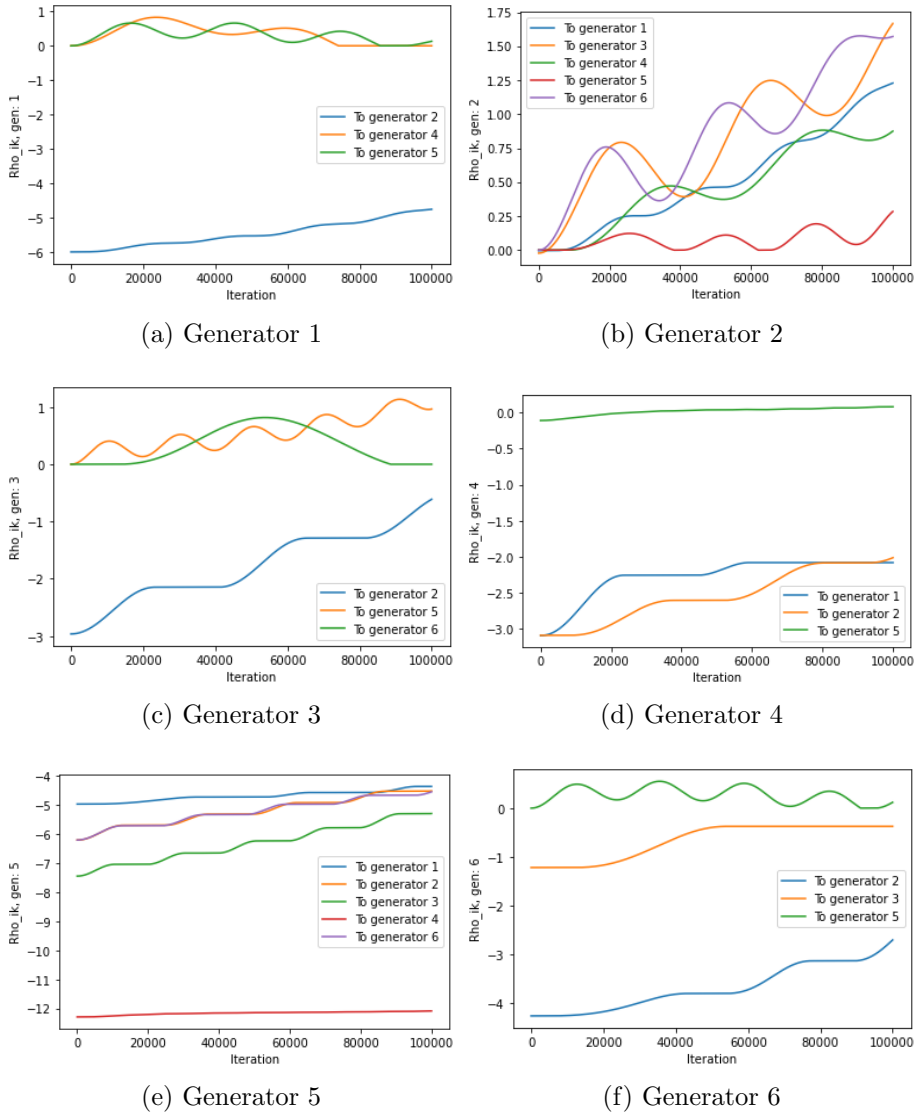 1
0
−1
−2
−3
−4
−5
−6
Rho_ik, gen: 1
To generator 2
To generator 4
To generator 5
0 20000 40000 60000 80000 100000
Iteration
(a) Generator 1
1.75
1.50
1.25
1.00
0.75
0.50
0.25
0.00
Rho_ik, gen: 2
To generator 1
To generator 3
To generator 4
To generator 5
To generator 6
0 20000 40000 60000 80000 100000
Iteration
(b) Generator 2
1
0
−1
−2
−3
Rho_ik, gen: 3
To generator 2
To generator 5
To generator 6
0 20000 40000 60000 80000 100000
Iteration
(c) Generator 3
0.0
−0.5
−1.0
−1.5
−2.0
−2.5
−3.0
Rho_ik, gen: 4
To generator 1
To generator 2
To generator 5
0 20000 40000 60000 80000 100000
Iteration
(d) Generator 4
−4
−5
−6
−7
−8
−9
−10
−11
−12
Rho_ik, gen: 5
To generator 1
To generator 2
To generator 3
To generator 4
To generator 6
0 20000 40000 60000 80000 100000
Iteration
(e) Generator 5
0
−1
−2
−3
−4
Rho_ik, gen: 6
To generator 2
To generator 3
To generator 5
0 20000 40000 60000 80000 100000
Iteration
(f) Generator 6